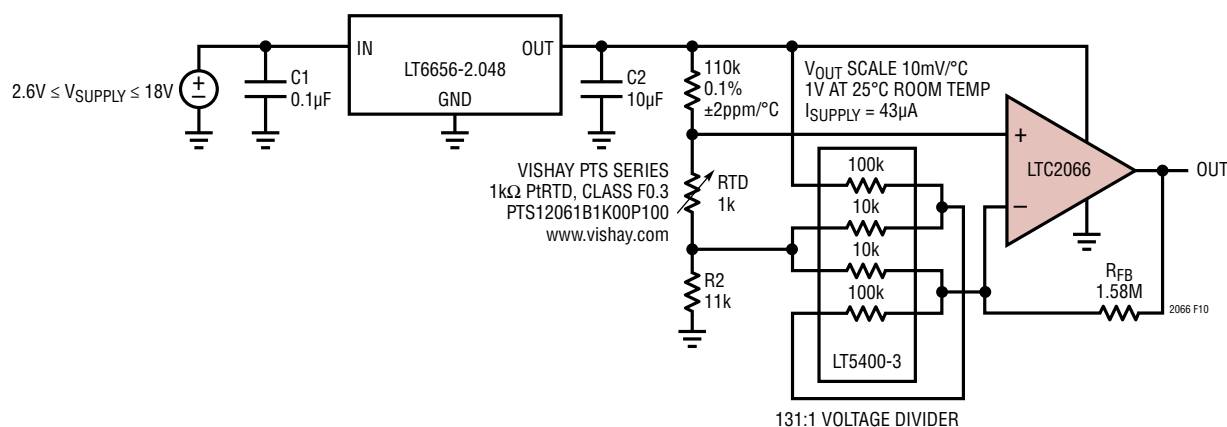 IN
OUT
LT6656-2.048
GND
2.6V ≤ VSUPPLY ≤ 18V
C1
0.1µF
C2
10µF
110k
0.1%
±2ppm/°C
VOUT SCALE 10mV/°C
1V AT 25°C ROOM TEMP
ISUPPLY = 43µA
VISHAY PTS SERIES
1kΩ PtRTD, CLASS F0.3
PTS12061B1K00P100
www.vishay.com
RTD
1k
R2
11k
100k
10k
10k
100k
LT5400-3
131:1 VOLTAGE DIVIDER
+
–
LTC2066
OUT
RFB
1.58M
2066 F10